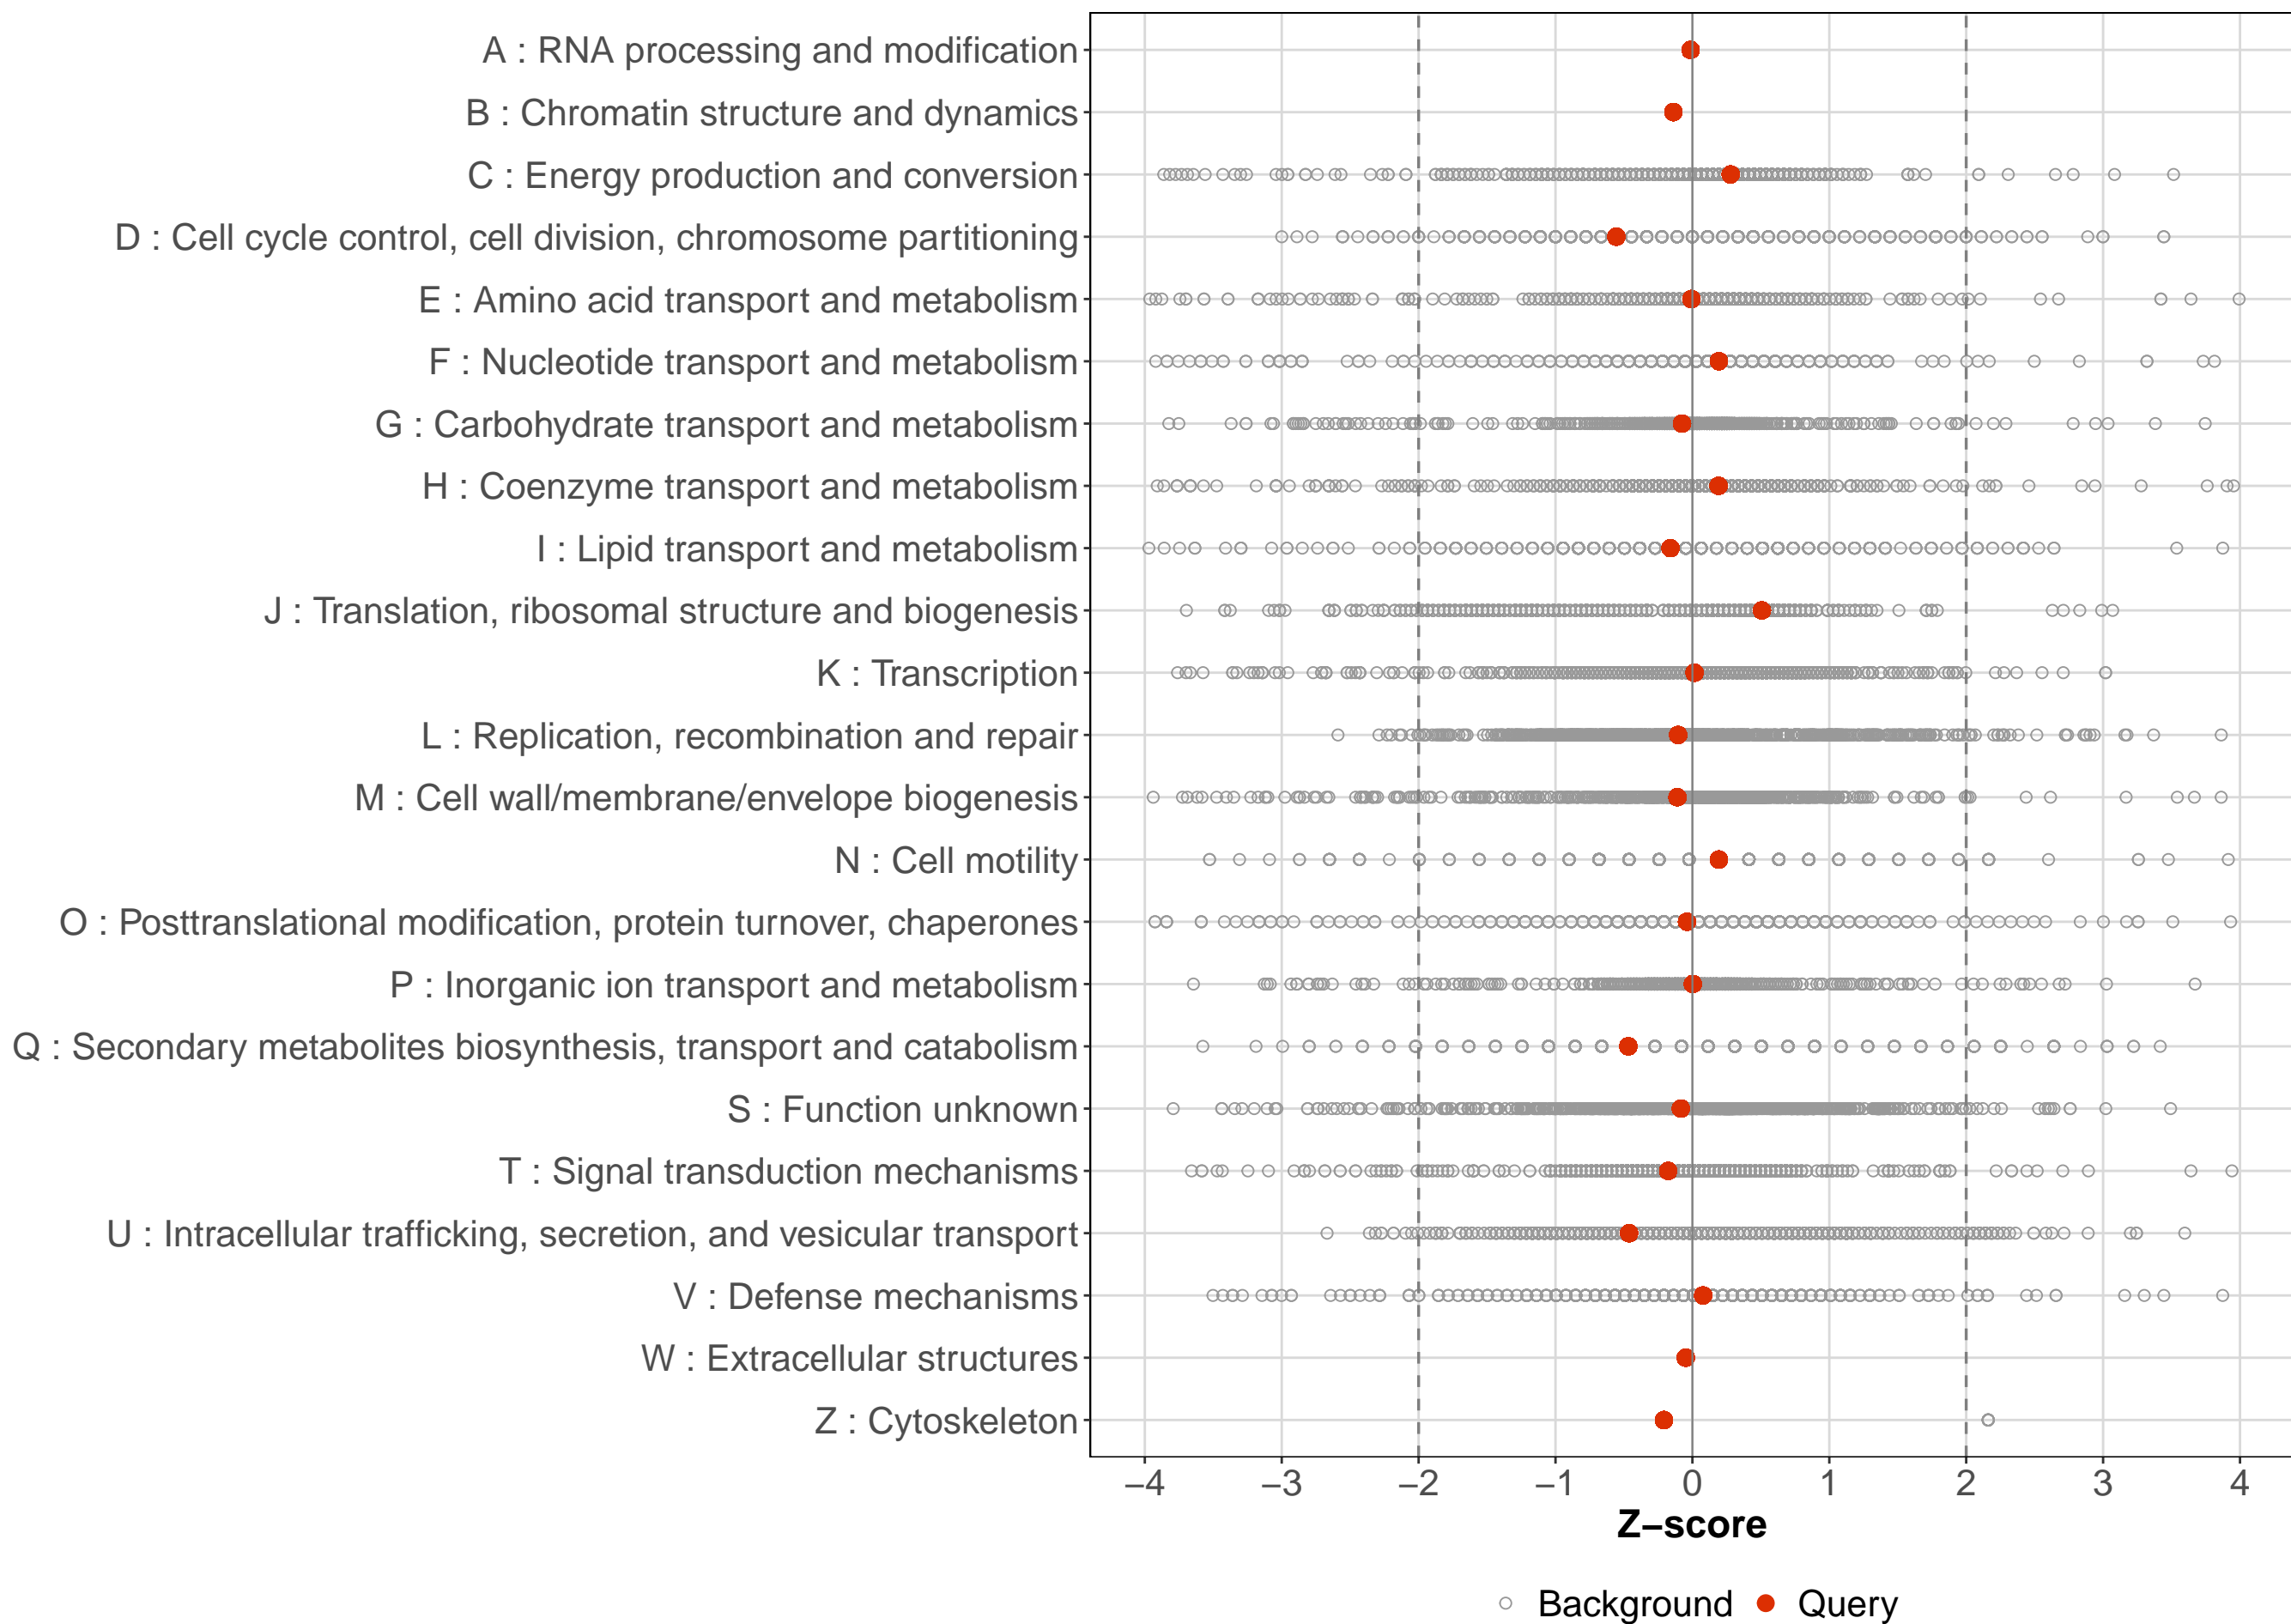 A : RNA processing and modification
B : Chromatin structure and dynamics
C : Energy production and conversion
D : Cell cycle control, cell division, chromosome partitioning
E : Amino acid transport and metabolism
F : Nucleotide transport and metabolism
G : Carbohydrate transport and metabolism
H : Coenzyme transport and metabolism
I : Lipid transport and metabolism
J : Translation, ribosomal structure and biogenesis
K : Transcription
L : Replication, recombination and repair
M : Cell wall/membrane/envelope biogenesis
N : Cell motility
O : Posttranslational modification, protein turnover, chaperones
P : Inorganic ion transport and metabolism
Q : Secondary metabolites biosynthesis, transport and catabolism
S : Function unknown
T : Signal transduction mechanisms
U : Intracellular trafficking, secretion, and vesicular transport
V : Defense mechanisms
W : Extracellular structures
Z : Cytoskeleton
−4 −3 −2 −1 0 1 2 3 4
Z−score
Background Query